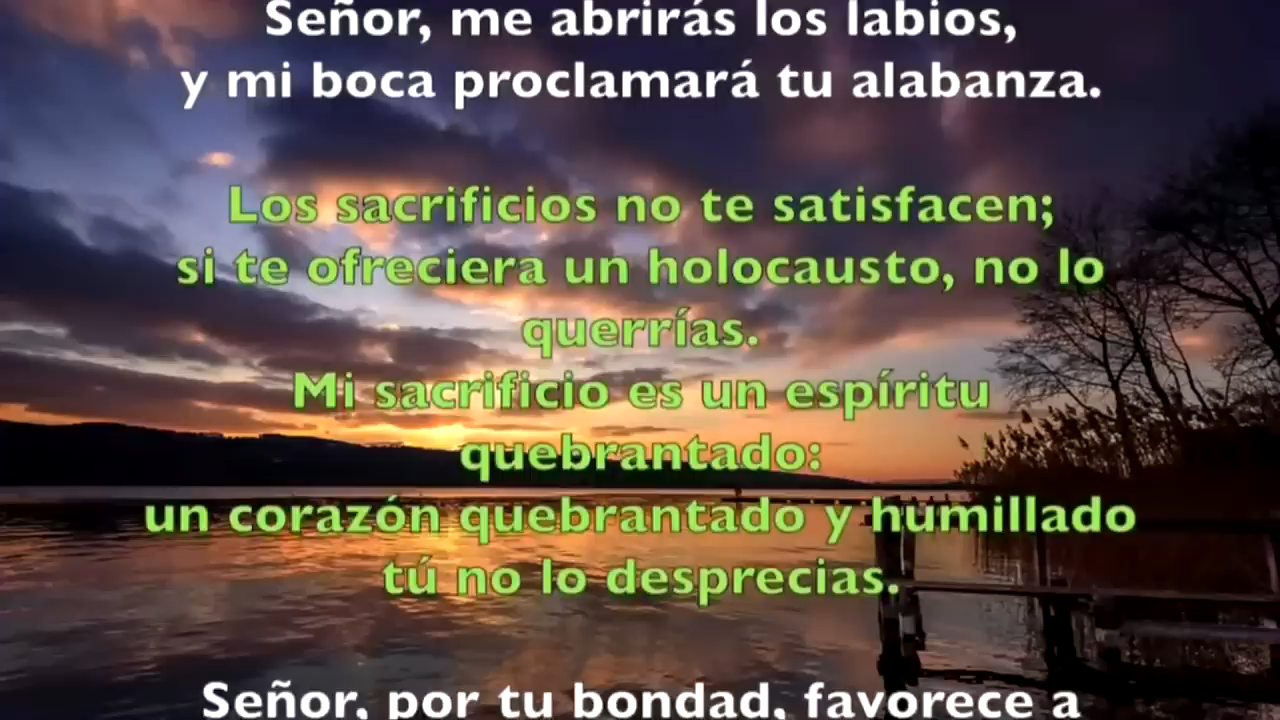 Señor, me abrirás los labios,
y mi boca proclamará tu alabanza.
Los sacrificios no te satisfacen;
si te ofreciera un holocausto, no lo
querrías.
Mi sacrificio es un espíritu
quebrantado:
un corazón quebrantado y humillado
tú no lo desprecias.
Señor, por tu bondad, favorece a